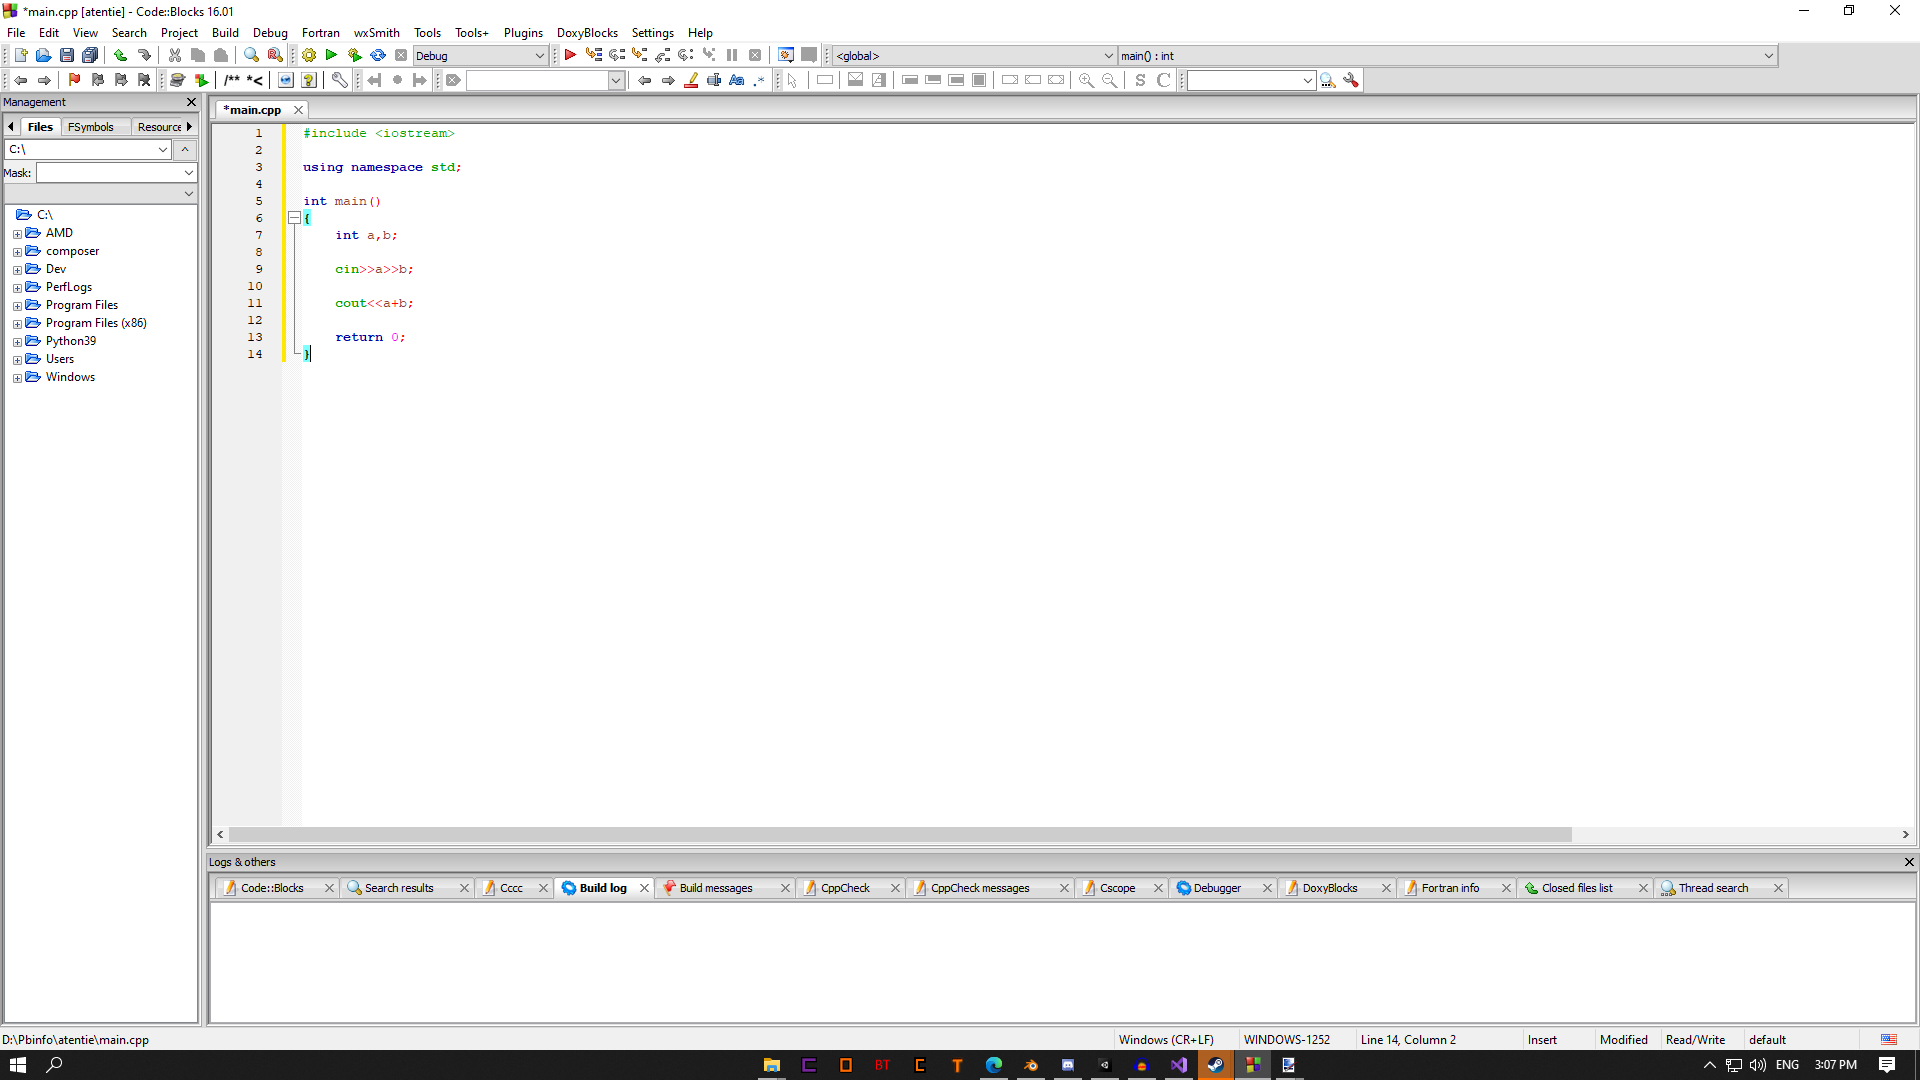 *main.cpp [atentie] - Code::Blocks 16.01
File Edit View Search Project Build Debug Fortran wxSmith Tools Tools+ Plugins DoxyBlocks Settings Help
Debug <global> main() : int
/** *<
Management
*main.cpp
Files FSymbols Resource
C:\
Mask:
C:\
AMD
composer
Dev
PerfLogs
Program Files
Program Files (x86)
Python39
Users
Windows
1 #include <iostream>
2
3 using namespace std;
4
5 int main()
6 {
7 int a,b;
8
9 cin>>a>>b;
10
11 cout<<a+b;
12
13 return 0;
14 }
Logs & others
Code::Blocks Search results Cccc Build log Build messages CppCheck CppCheck messages Cscope Debugger DoxyBlocks Fortran info Closed files list Thread search
D:\Pbinfo\atentie\main.cpp Windows (CR+LF) WINDOWS-1252 Line 14, Column 2 Insert Modified Read/Write default
BT T ENG 3:07 PM